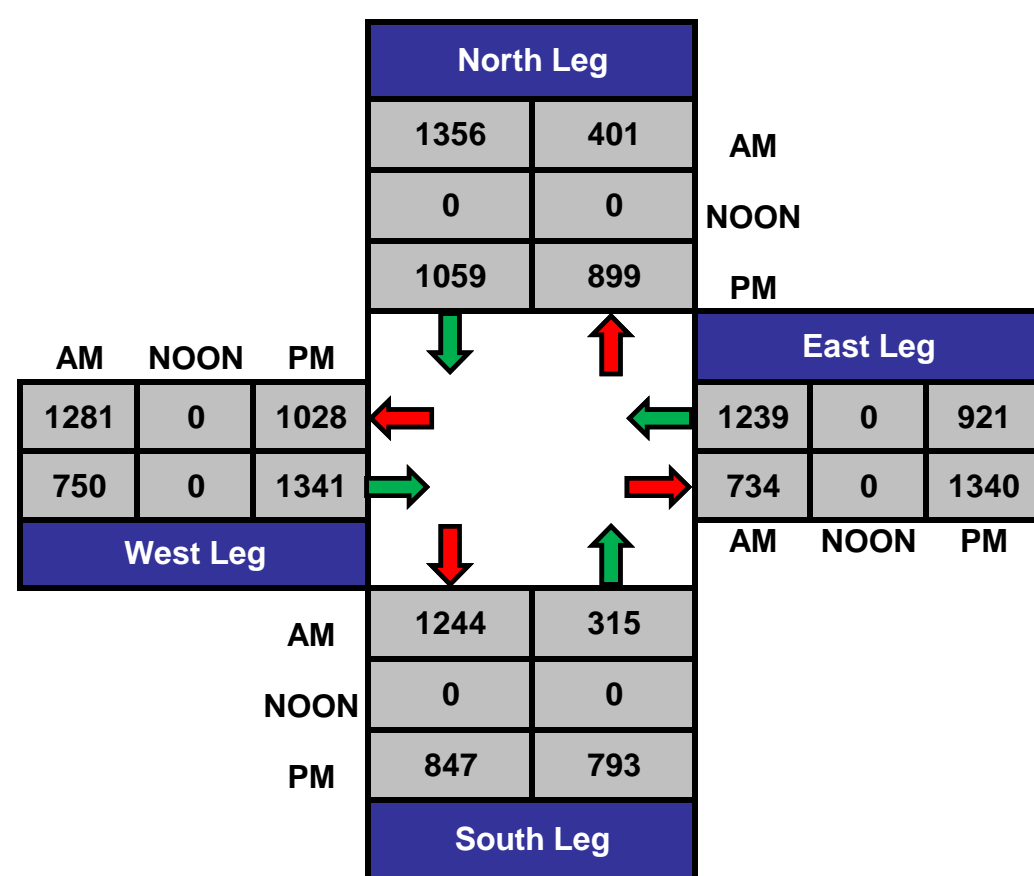 North Leg
1356 401 AM
0 0 NOON
1059 899 PM
East Leg
AM NOON PM
1281 0 1028 1239 0 921
750 0 1341 734 0 1340
West Leg AM NOON PM
AM 1244 315
NOON 0 0
PM 847 793
South Leg